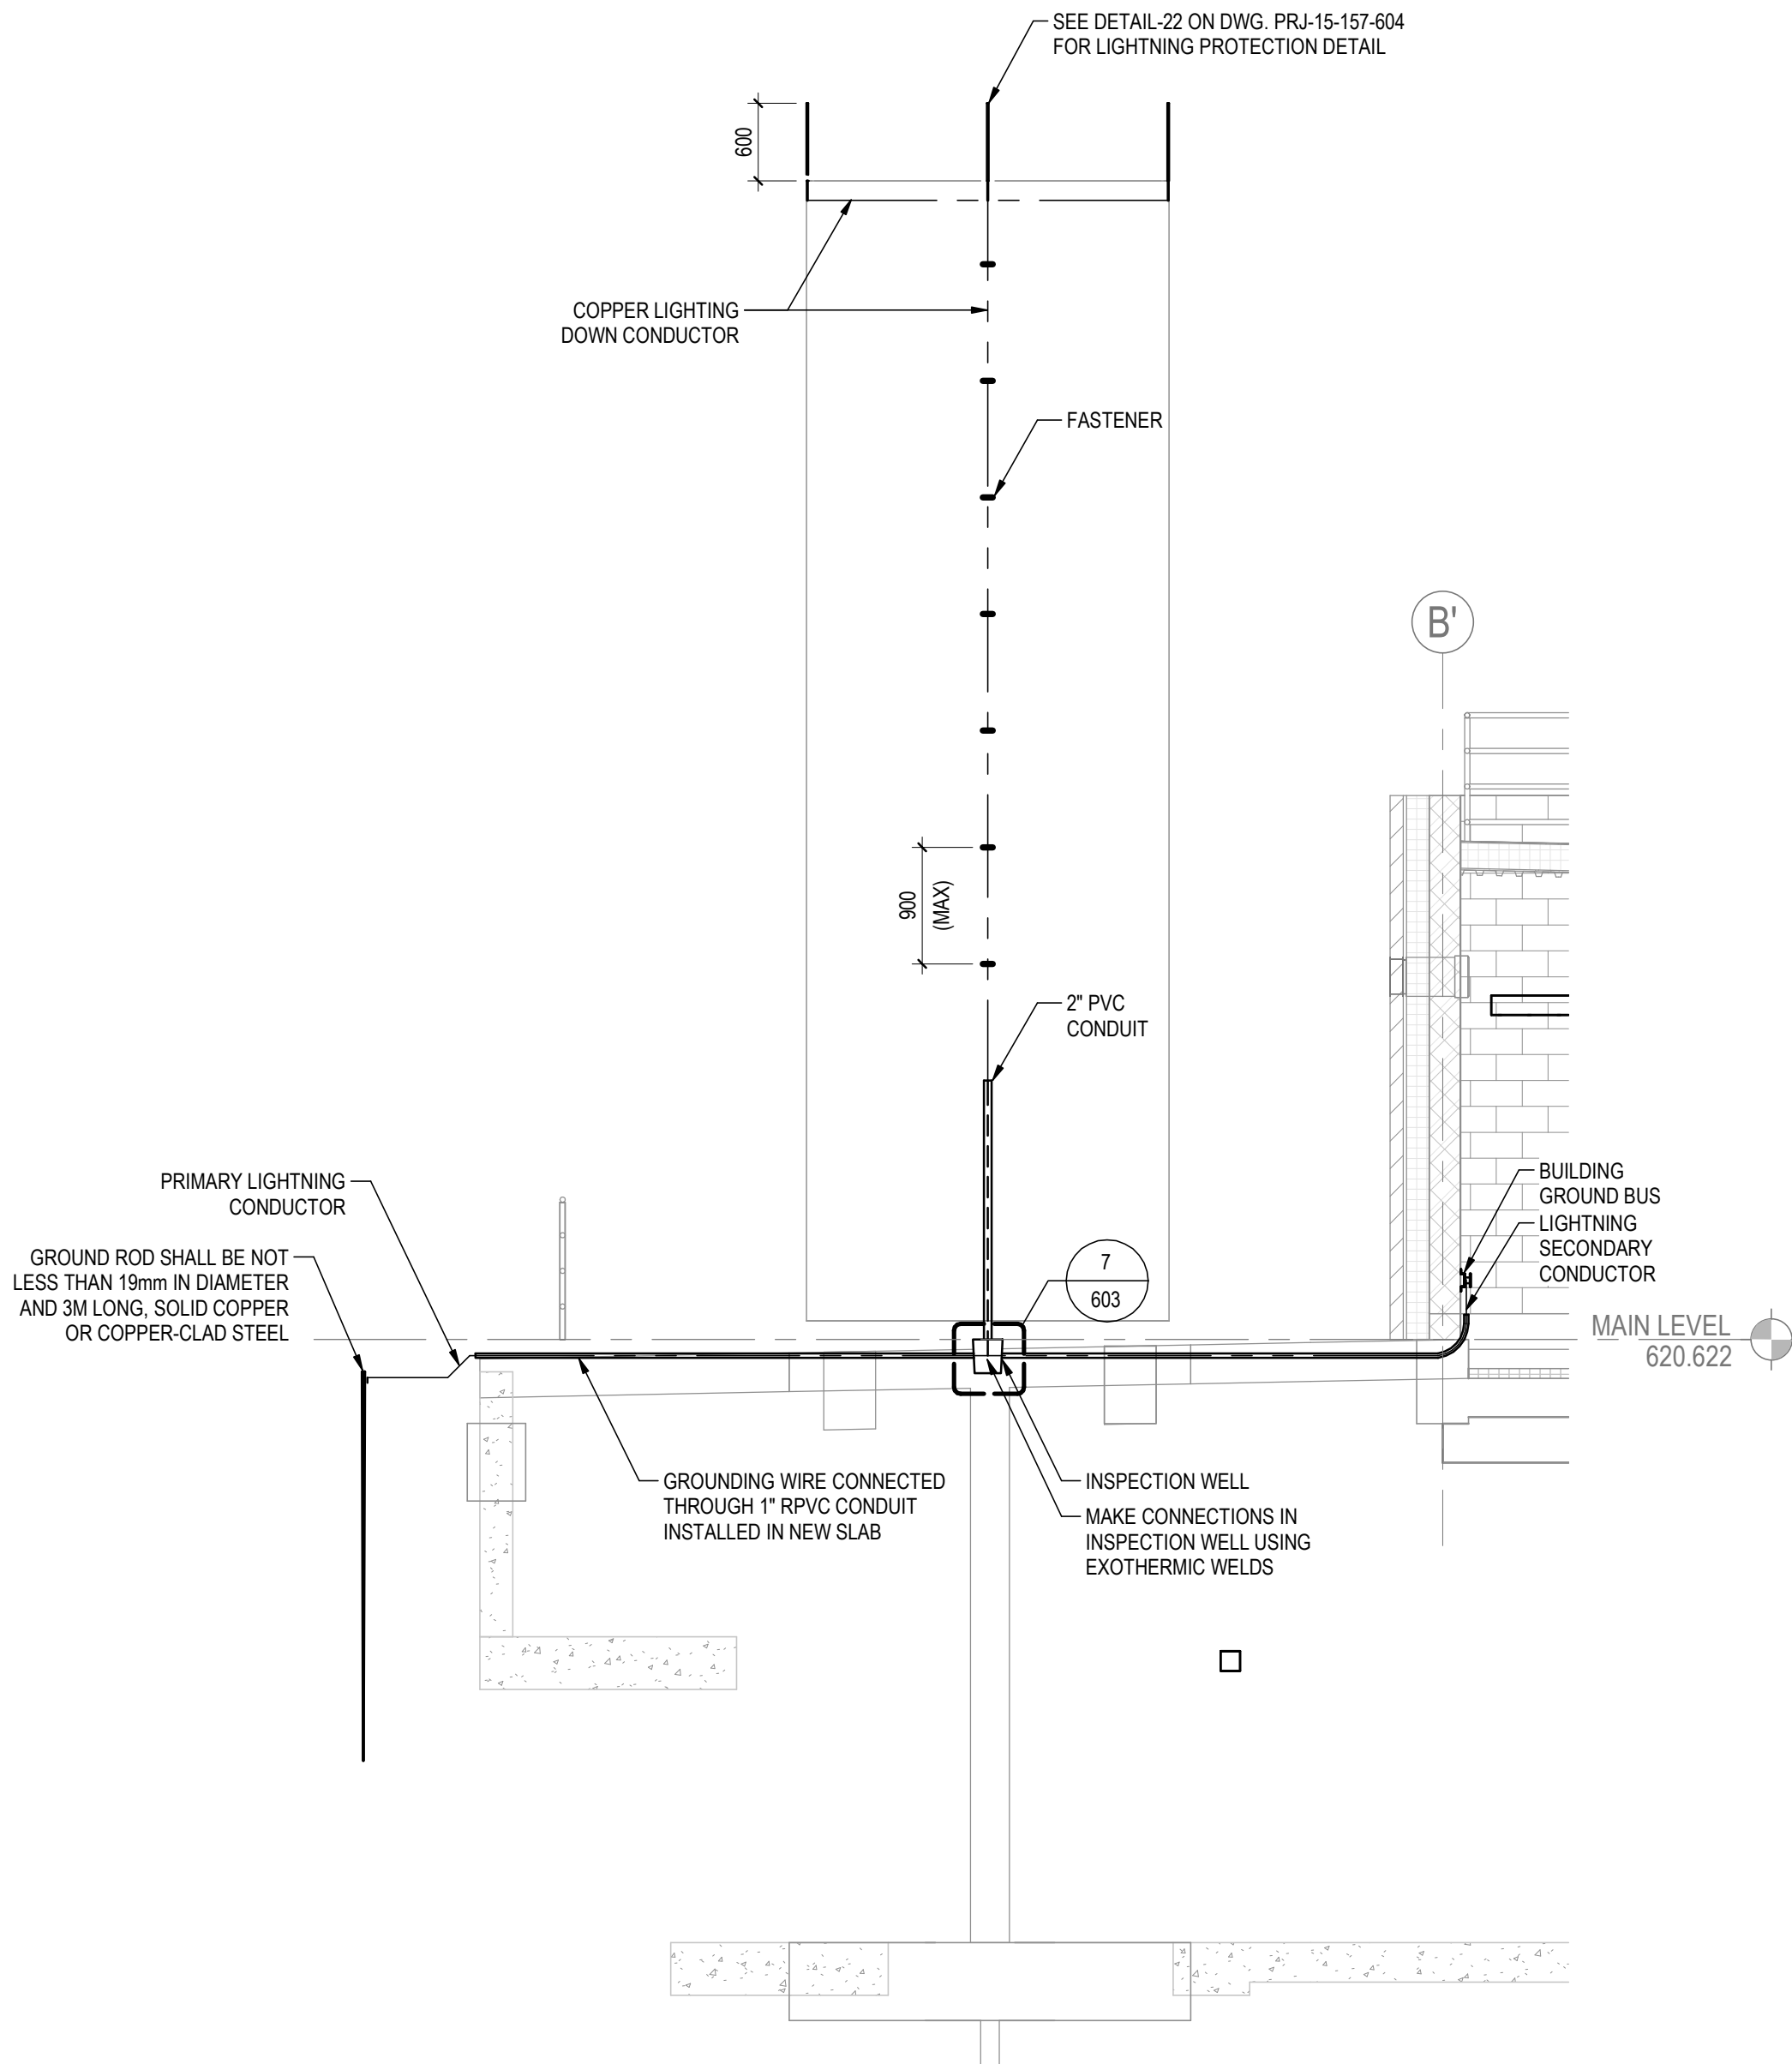 SEE DETAIL-22 ON DWG. PRJ-15-157-604
FOR LIGHTNING PROTECTION DETAIL
600
COPPER LIGHTING
DOWN CONDUCTOR
FASTENER
B'
900
(MAX)
2" PVC
CONDUIT
PRIMARY LIGHTNING
CONDUCTOR
GROUND ROD SHALL BE NOT
LESS THAN 19mm IN DIAMETER
AND 3M LONG, SOLID COPPER
OR COPPER-CLAD STEEL
7
603
BUILDING
GROUND BUS
LIGHTNING
SECONDARY
CONDUCTOR
MAIN LEVEL
620.622
GROUNDING WIRE CONNECTED
THROUGH 1" RPVC CONDUIT
INSTALLED IN NEW SLAB
INSPECTION WELL
MAKE CONNECTIONS IN
INSPECTION WELL USING
EXOTHERMIC WELDS